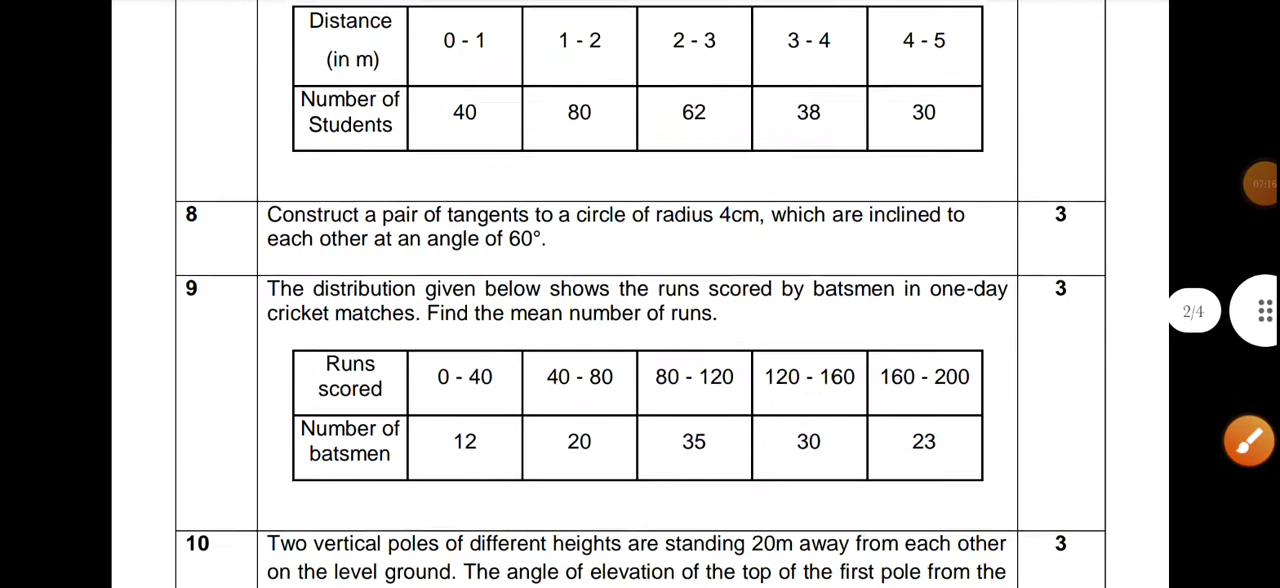 Distance
(in m)
0 - 1
1 - 2
2 - 3
3 - 4
4 - 5
Number of
Students
40
80
62
38
30
8
Construct a pair of tangents to a circle of radius 4cm, which are inclined to
each other at an angle of 60°.
3
9
The distribution given below shows the runs scored by batsmen in one-day
cricket matches. Find the mean number of runs.
3
Runs
scored
0 - 40
40 - 80
80 - 120
120 - 160
160 - 200
Number of
batsmen
12
20
35
30
23
10
Two vertical poles of different heights are standing 20m away from each other
on the level ground. The angle of elevation of the top of the first pole from the
3
07:16
2/4